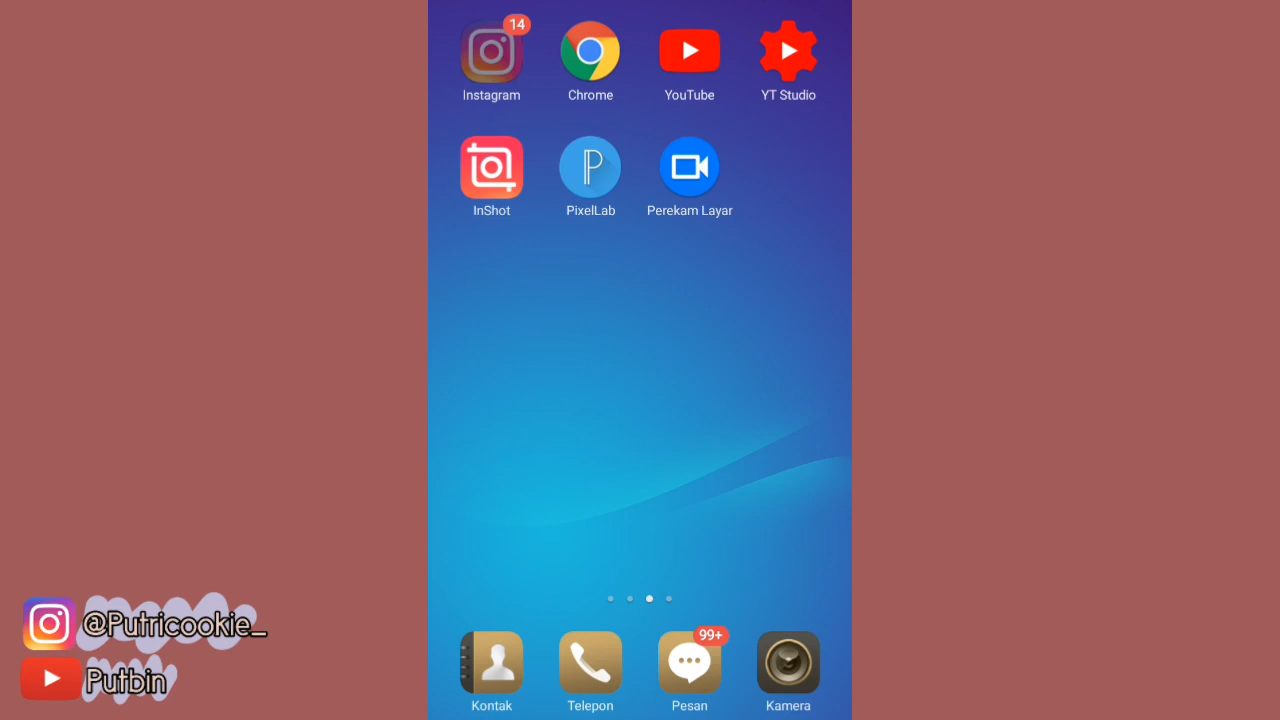 14
Instagram Chrome YouTube YT Studio
InShot PixelLab Perekam Layar
@Putricookie_
Putbin
99+
Kontak Telepon Pesan Kamera